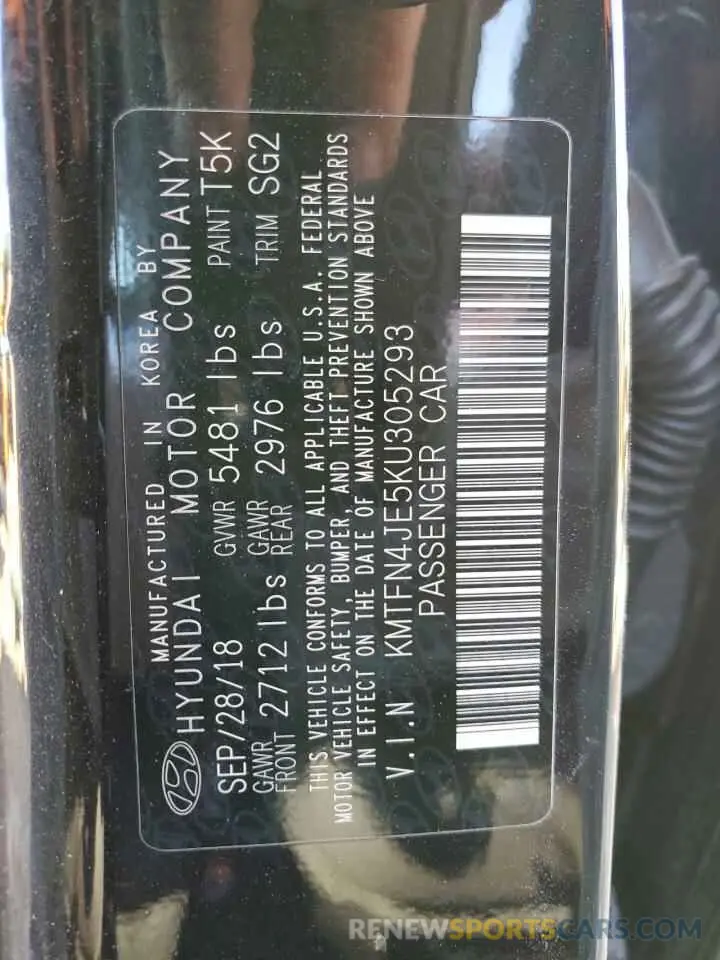 MANUFACTURED IN KOREA BY
HYUNDAI MOTOR COMPANY
SEP/28/18 GVWR 5481 lbs PAINT T5K
GAWR FRONT 2712 lbs GAWR REAR 2976 lbs TRIM SG2
THIS VEHICLE CONFORMS TO ALL APPLICABLE U.S.A. FEDERAL
MOTOR VEHICLE SAFETY, BUMPER, AND THEFT PREVENTION STANDARDS
IN EFFECT ON THE DATE OF MANUFACTURE SHOWN ABOVE
V.I.N KMTFN4JE5KU305293
PASSENGER CAR
RENEWSPORTSCARS.COM